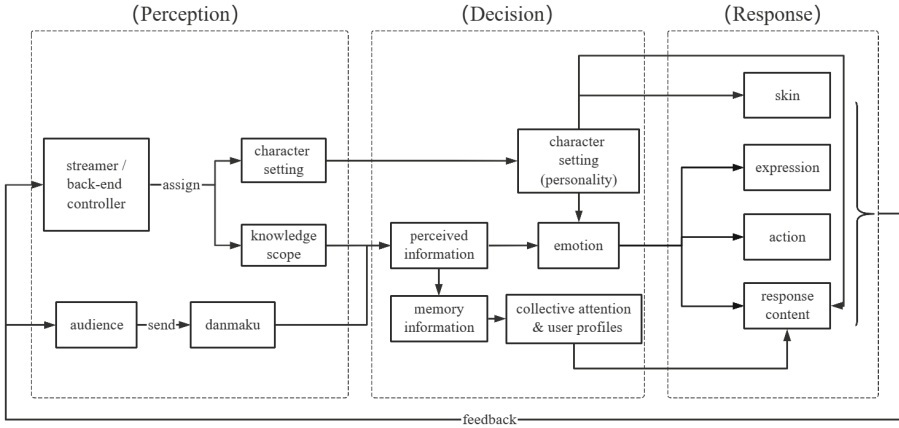 (Perception)
(Decision)
(Response)
streamer /
back-end
controller
assign
character
setting
knowledge
scope
audience
send
danmaku
character
setting
(personality)
perceived
information
emotion
memory
information
collective attention
& user profiles
skin
expression
action
response
content
feedback